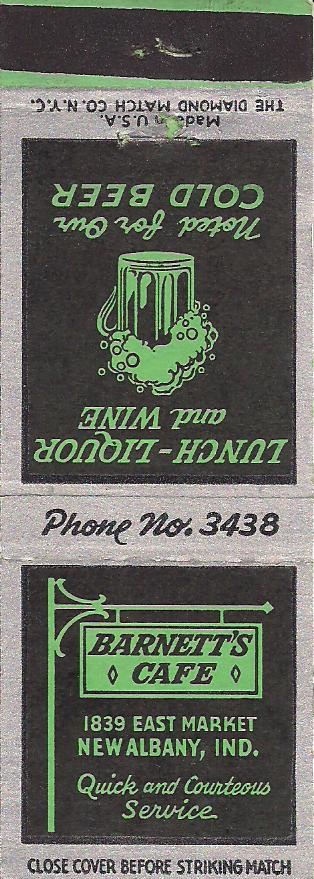 Made in U.S.A.
THE DIAMOND MATCH CO. N.Y.C.
LUNCH-LIQUOR
and WINE
Noted for Our
COLD BEER
Phone No. 3438
BARNETT'S
CAFE
1839 EAST MARKET
NEW ALBANY, IND.
Quick and Courteous
Service
CLOSE COVER BEFORE STRIKING MATCH